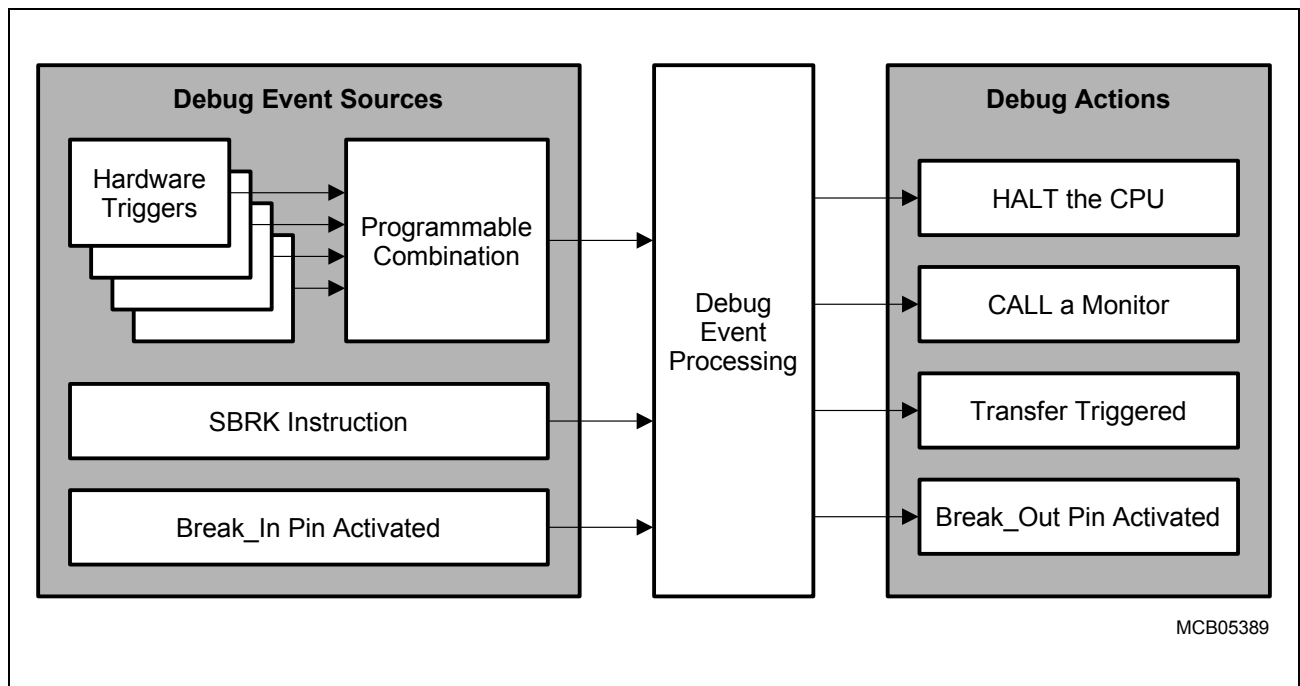 Debug Event Sources
Hardware
Triggers
Programmable
Combination
SBRK Instruction
Break_In Pin Activated
Debug
Event
Processing
Debug Actions
HALT the CPU
CALL a Monitor
Transfer Triggered
Break_Out Pin Activated
MCB05389